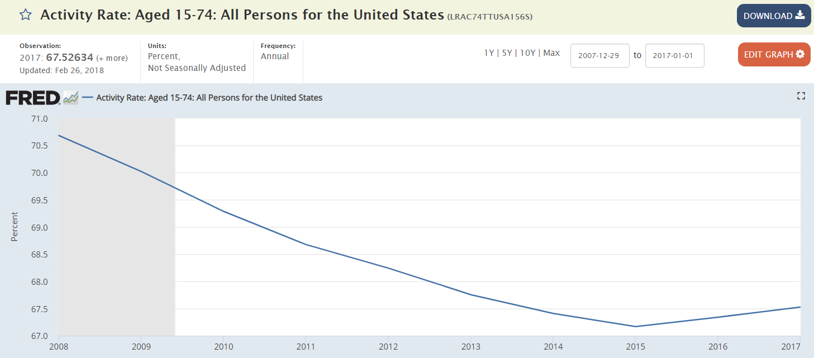 Activity Rate: Aged 15-74: All Persons for the United States (LRAC74TTUSA156S)
DOWNLOAD
Observation:
2017: 67.52634 (+ more)
Updated: Feb 26, 2018
Units:
Percent,
Not Seasonally Adjusted
Frequency:
Annual
1Y | 5Y | 10Y | Max
2007-12-29 to 2017-01-01
EDIT GRAPH
FRED
Activity Rate: Aged 15-74: All Persons for the United States
Percent
71.0
70.5
70.0
69.5
69.0
68.5
68.0
67.5
67.0
2008 2009 2010 2011 2012 2013 2014 2015 2016 2017